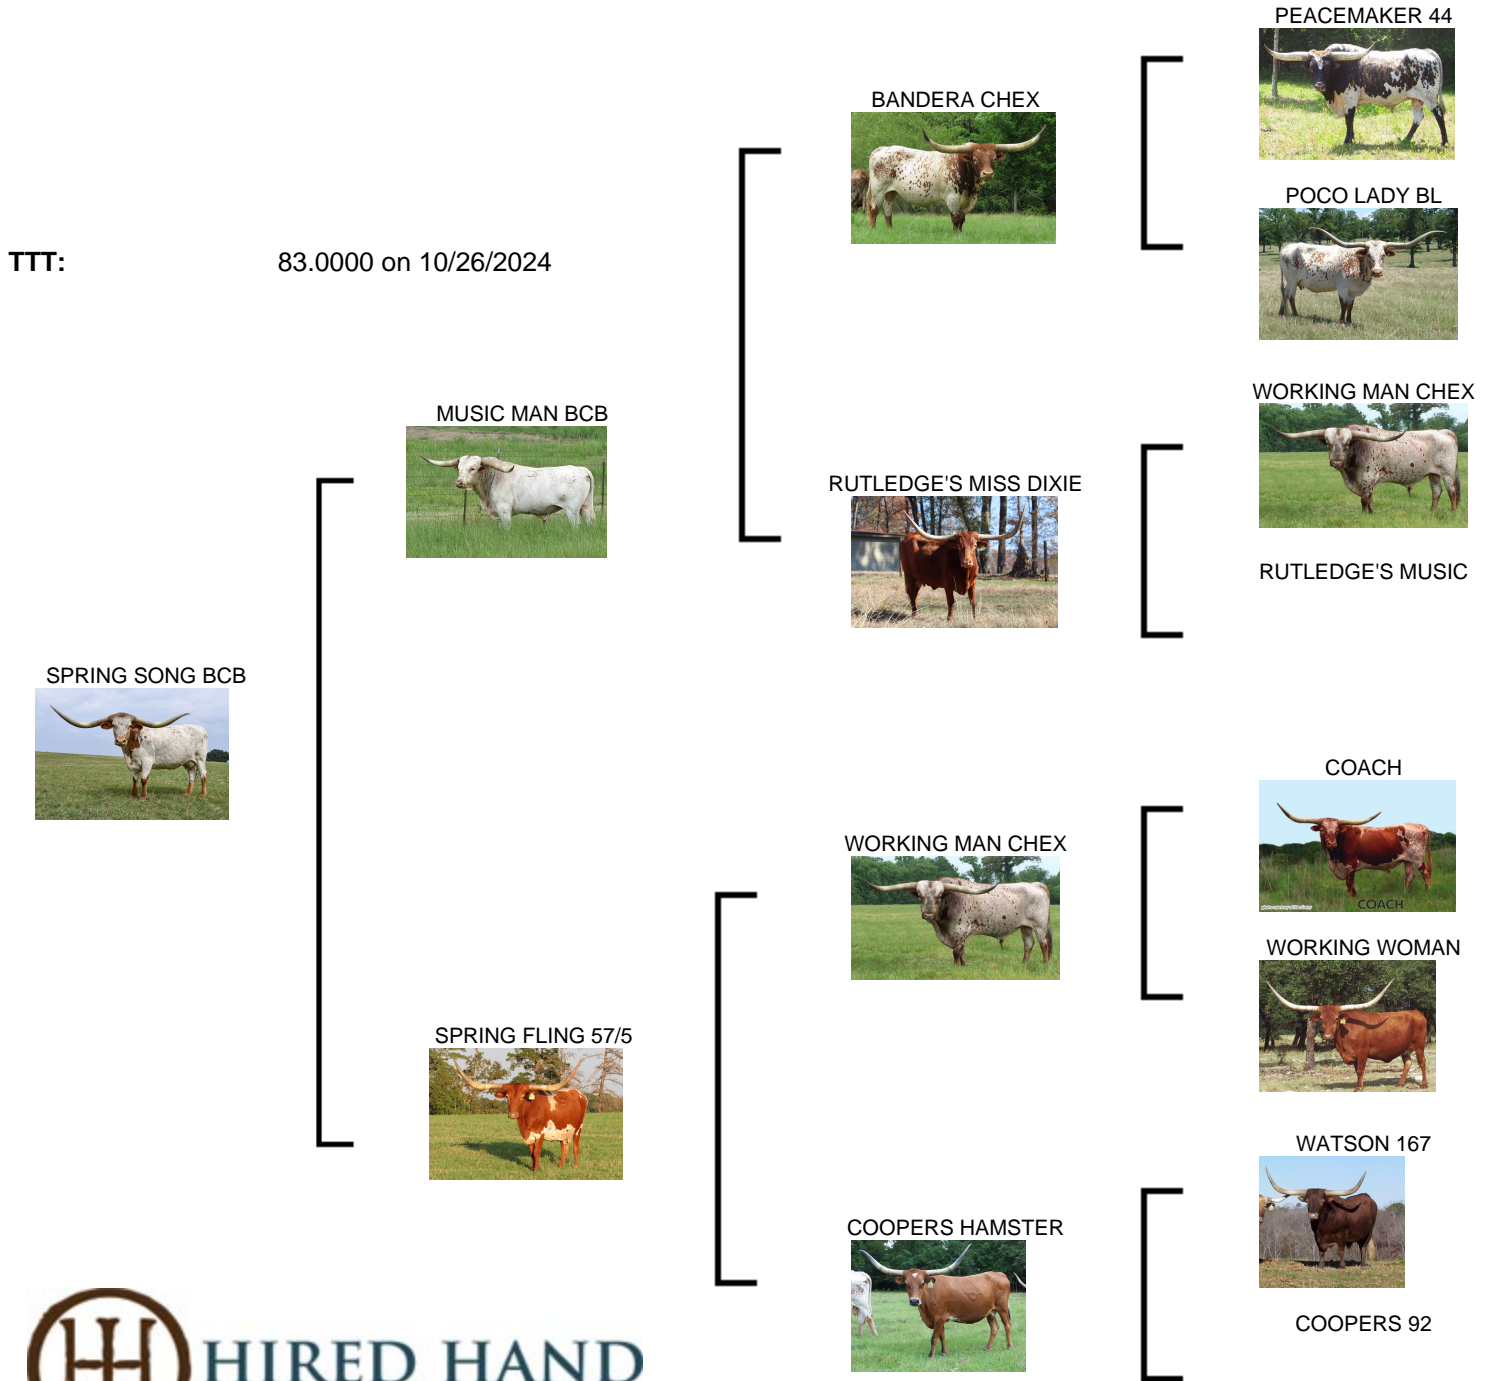 PEACEMAKER 44
BANDERA CHEX
POCO LADY BL
TTT: 83.0000 on 10/26/2024
WORKING MAN CHEX
MUSIC MAN BCB
RUTLEDGE'S MISS DIXIE
RUTLEDGE'S MUSIC
SPRING SONG BCB
COACH
WORKING MAN CHEX
COACH
WORKING WOMAN
SPRING FLING 57/5
WATSON 167
COOPERS HAMSTER
COOPERS 92
HIRED HAND